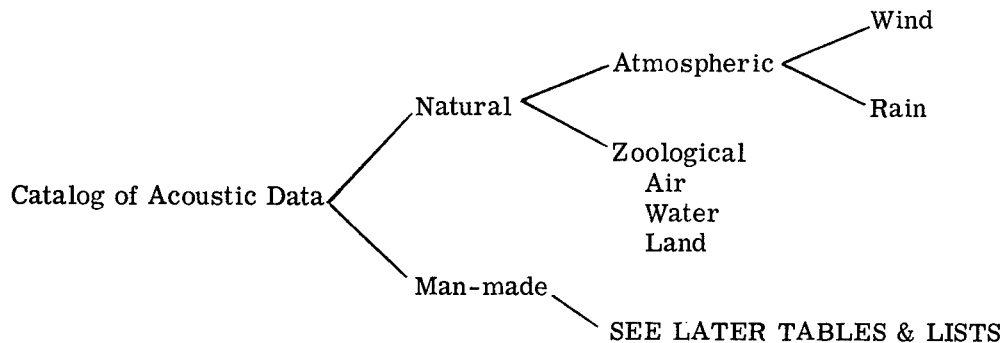 Wind
Atmospheric
Natural
Rain
Zoological
Air
Water
Land
Catalog of Acoustic Data
Man-made
SEE LATER TABLES & LISTS